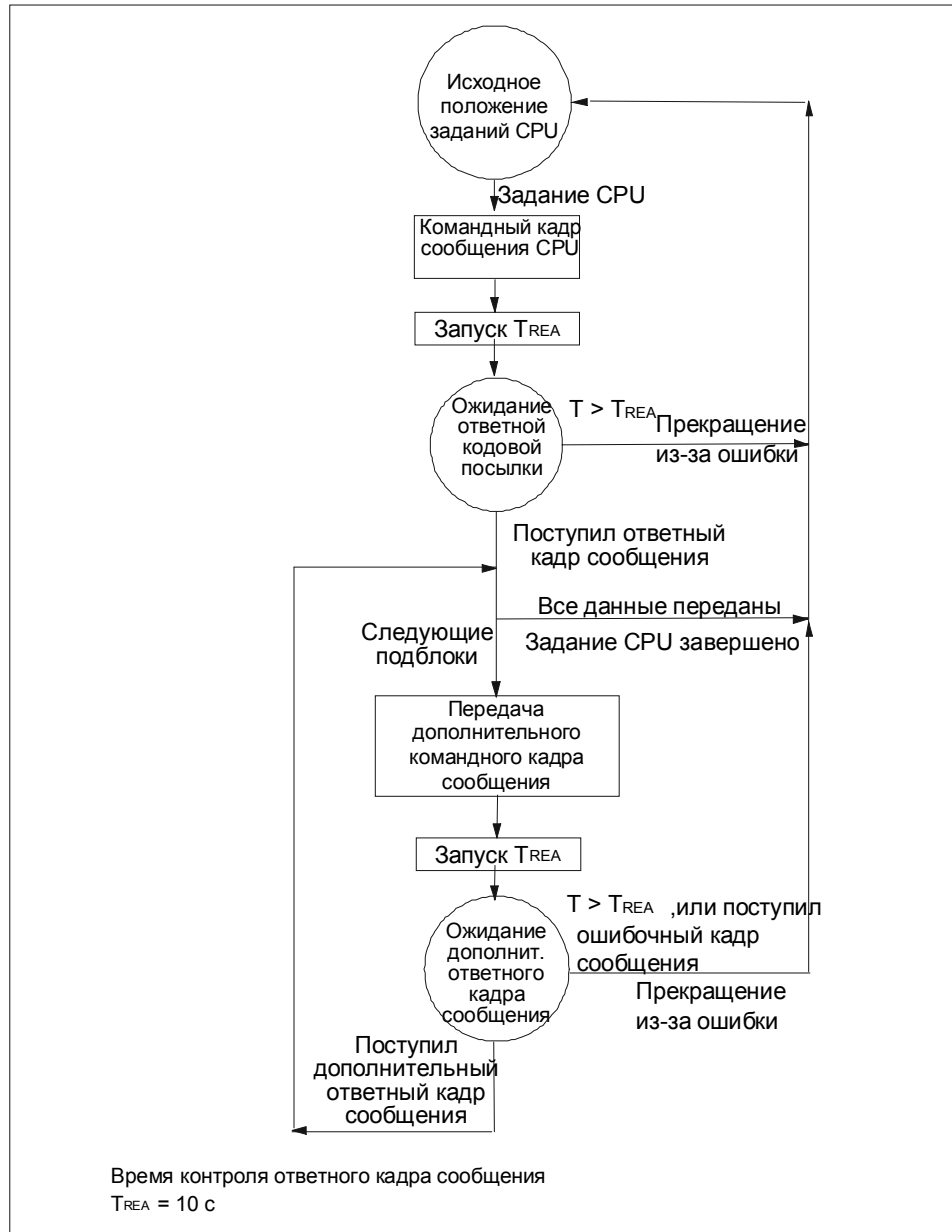 Исходное
положение
заданий CPU
Задание CPU
Командный кадр
сообщения CPU
Запуск TREA
Ожидание
ответной
кодовой
посылки
T > TREA
Прекращение
из-за ошибки
Поступил ответный
кадр сообщения
Все данные переданы
Задание CPU завершено
Следующие
подблоки
Передача
дополнительного
командного кадра
сообщения
Запуск TREA
Ожидание
дополнит.
ответного
кадра
сообщения
T > TREA ,или поступил
ошибочный кадр
сообщения
Прекращение
из-за ошибки
Поступил
дополнительный
ответный кадр
сообщения
Время контроля ответного кадра сообщения
TREA = 10 с